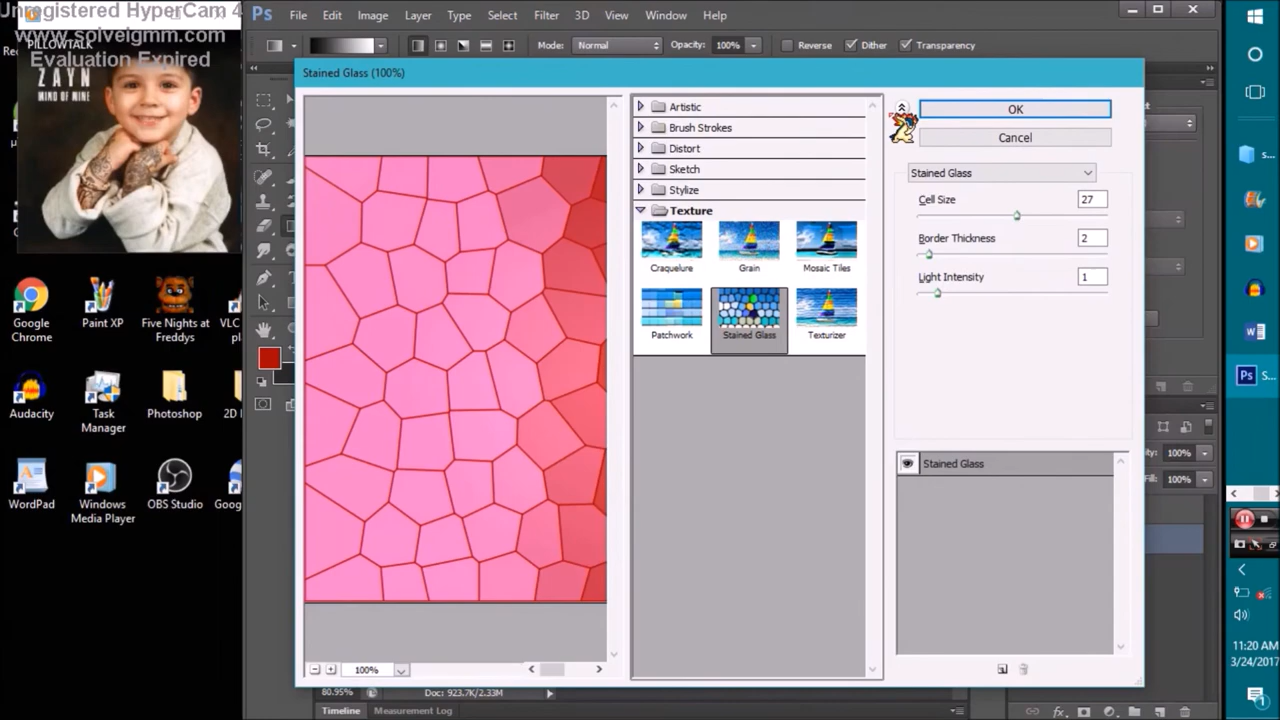 Unregistered HyperCam 4
www.solveigmm.com
Evaluation Expired
PILLOWTALK
ZAYN
MIND OF MINE
Ps File Edit Image Layer Type Select Filter 3D View Window Help
Mode: Normal Opacity: 100% Reverse Dither Transparency
Stained Glass (100%)
Artistic
Brush Strokes
Distort
Sketch
Stylize
Texture
Craquelure Grain Mosaic Tiles
Patchwork Stained Glass Texturizer
OK
Cancel
Stained Glass
Cell Size 27
Border Thickness 2
Light Intensity 1
Stained Glass
100%
80.95% Doc: 923.7K/2.33M
Timeline Measurement Log
Google Chrome
Paint XP
Five Nights at Freddys
VLC
Audacity
Task Manager
Photoshop
2D
WordPad
Windows Media Player
OBS Studio
Goog
100%
Fill: 100%
s...
Ps S...
11:20 AM
3/24/2017